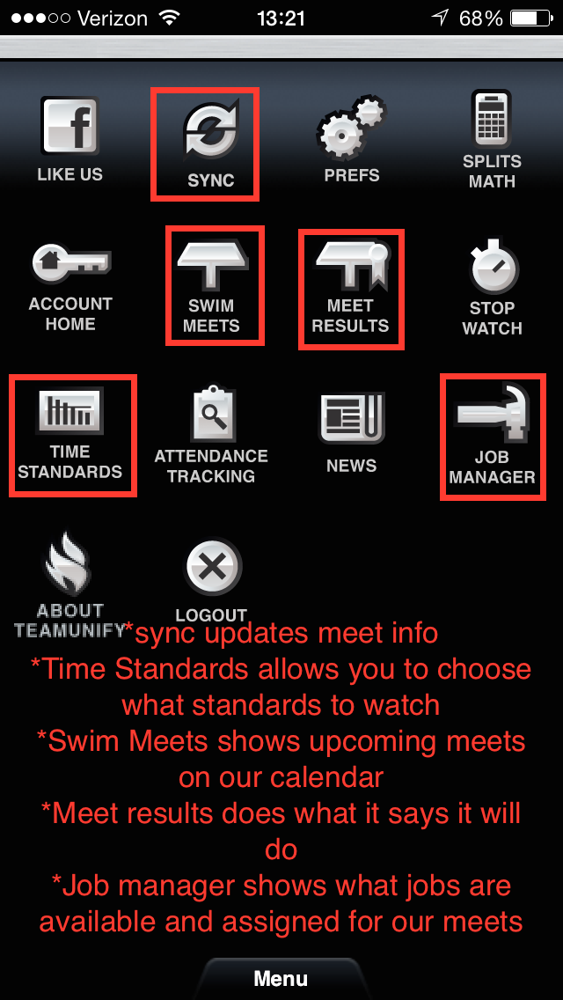 Verizon 13:21 68%
LIKE US
SYNC
PREFS
SPLITS
MATH
ACCOUNT
HOME
SWIM
MEETS
MEET
RESULTS
STOP
WATCH
TIME
STANDARDS
ATTENDANCE
TRACKING
NEWS
JOB
MANAGER
ABOUT
TEAMUNIFY
LOGOUT
*sync updates meet info
*Time Standards allows you to choose
what standards to watch
*Swim Meets shows upcoming meets
on our calendar
*Meet results does what it says it will
do
*Job manager shows what jobs are
available and assigned for our meets
Menu